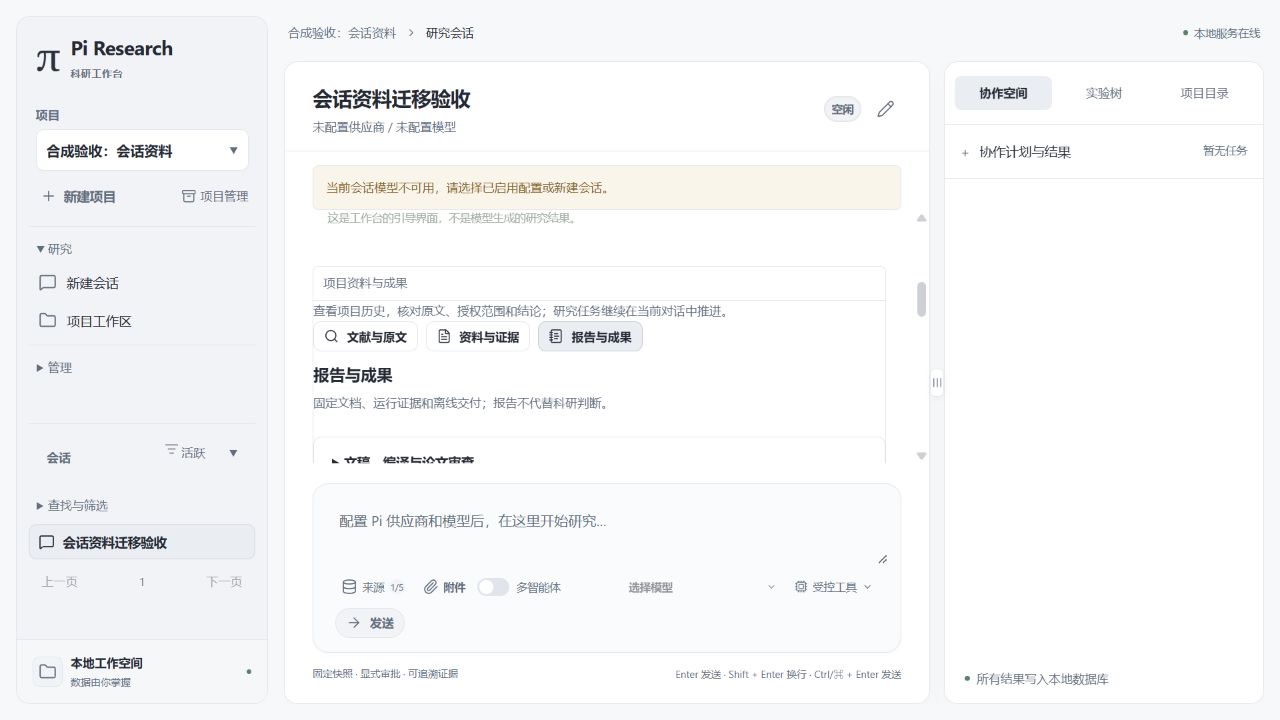 π Pi Research
科研工作台
项目
合成验收：会话资料 ▼
+ 新建项目 项目管理
▼ 研究
新建会话
项目工作区
▶ 管理
会话 活跃 ▼
▶ 查找与筛选
会话资料迁移验收
上一页 1 下一页
本地工作空间
数据由你掌握
合成验收：会话资料 › 研究会话
本地服务在线
会话资料迁移验收
未配置供应商 / 未配置模型
空闲
当前会话模型不可用，请选择已启用配置或新建会话。
这是工作台的引导界面，不是模型生成的研究结果。
项目资料与成果
查看项目历史，核对原文、授权范围和结论；研究任务继续在当前对话中推进。
文献与原文 资料与证据 报告与成果
报告与成果
固定文档、运行证据和离线交付；报告不代替科研判断。
▶ 文稿、编译与论文审查
配置 Pi 供应商和模型后，在这里开始研究...
来源 1/5 附件 多智能体 选择模型 受控工具
发送
固定快照 · 显式审批 · 可追溯证据
Enter 发送 · Shift + Enter 换行 · Ctrl/⌘ + Enter 发送
协作空间 实验树 项目目录
+ 协作计划与结果 暂无任务
所有结果写入本地数据库